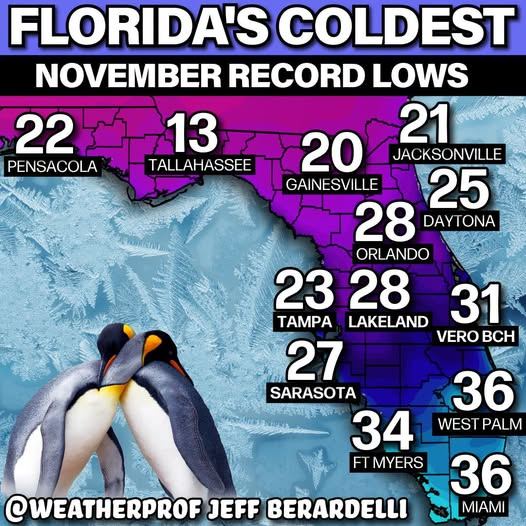 FLORIDA'S COLDEST
NOVEMBER RECORD LOWS
22
PENSACOLA
13
TALLAHASSEE
20
GAINESVILLE
21
JACKSONVILLE
25
DAYTONA
28
ORLANDO
23
TAMPA
28
LAKELAND
31
VERO BCH
27
SARASOTA
36
WEST PALM
34
FT MYERS
36
MIAMI
@WEATHERPROF JEFF BERARDELLI